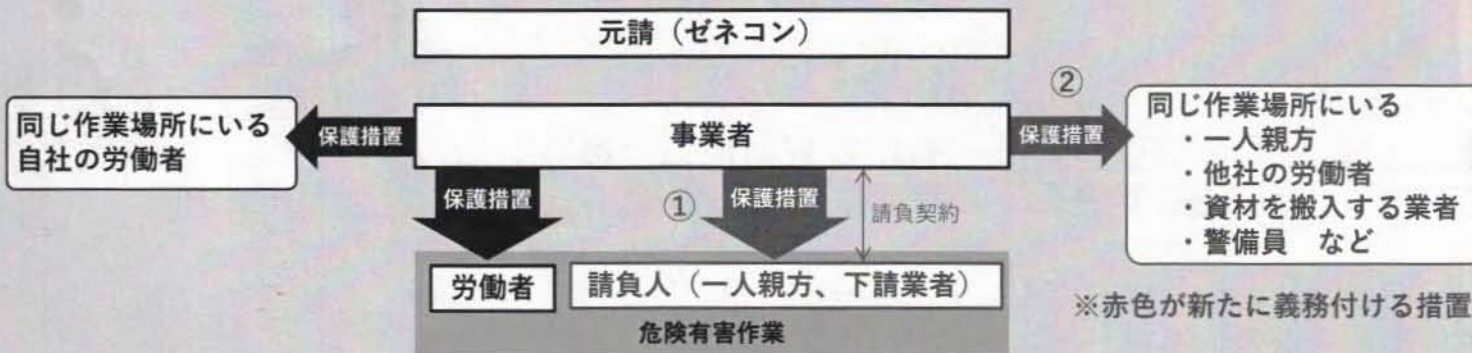 元請（ゼネコン）
②
同じ作業場所にいる
自社の労働者
保護措置
事業者
保護措置
同じ作業場所にいる
・一人親方
・他社の労働者
・資材を搬入する業者
・警備員　など
保護措置
①
保護措置
請負契約
労働者
請負人（一人親方、下請業者）
危険有害作業
※赤色が新たに義務付ける措置